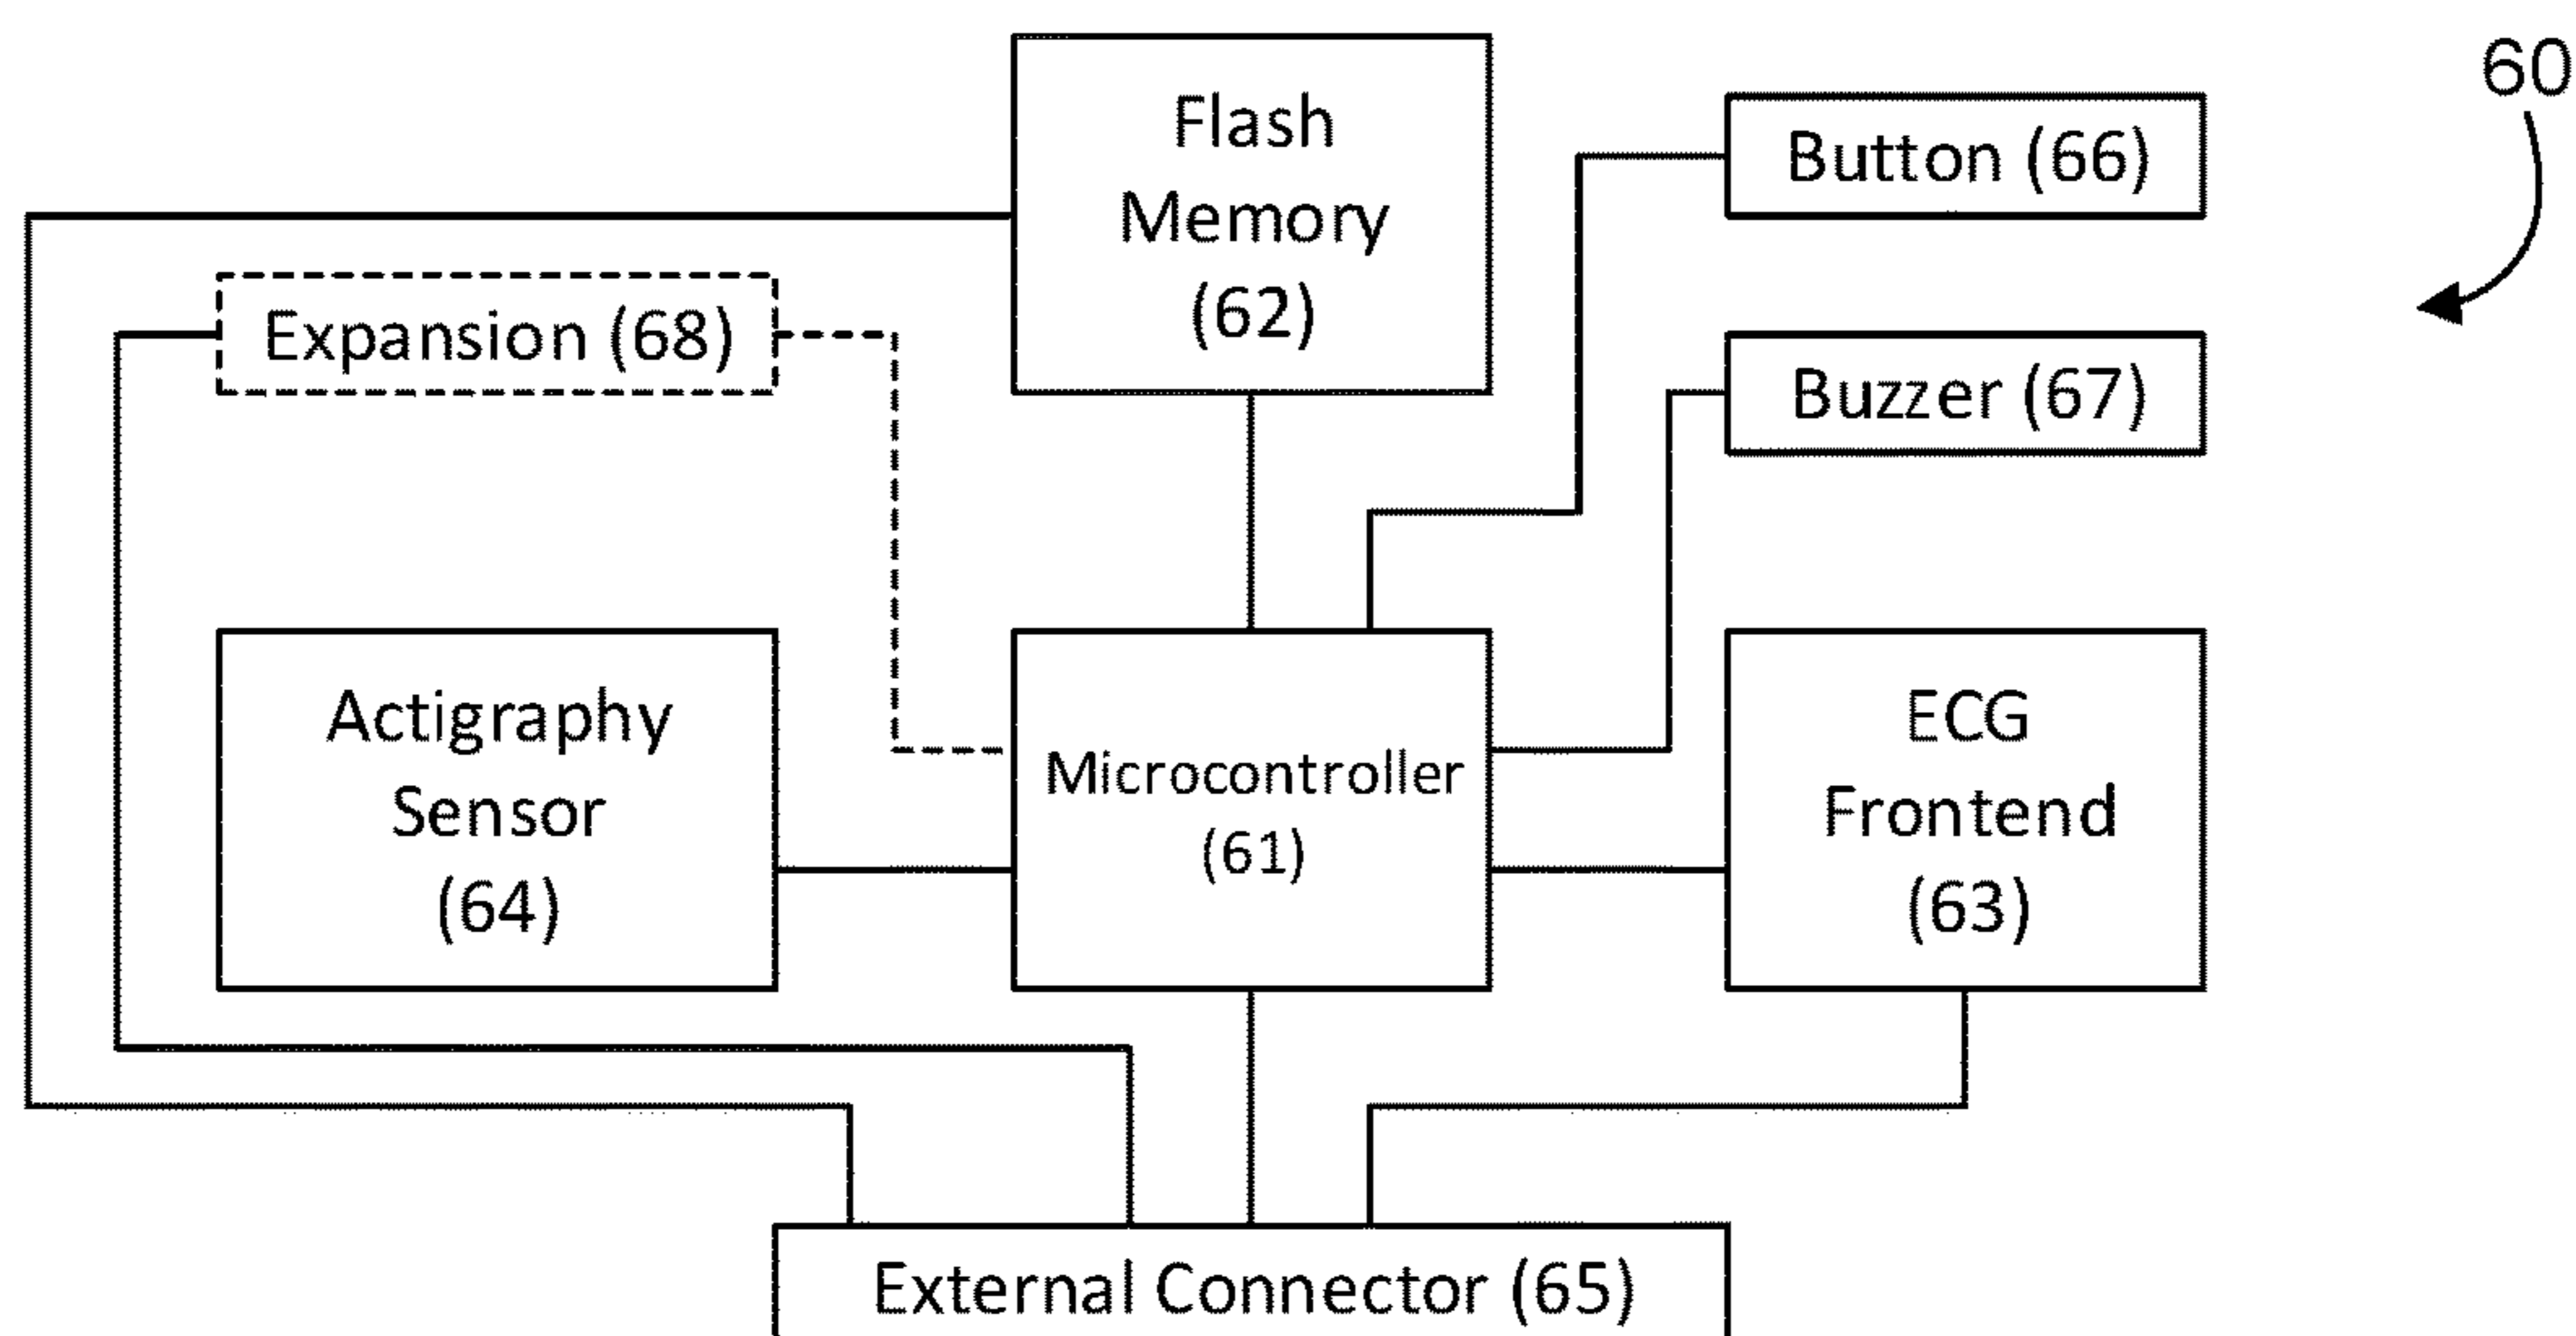 60
Flash
Memory
(62)
Button (66)
Expansion (68)
Buzzer (67)
Actigraphy
Sensor
(64)
Microcontroller
(61)
ECG
Frontend
(63)
External Connector (65)